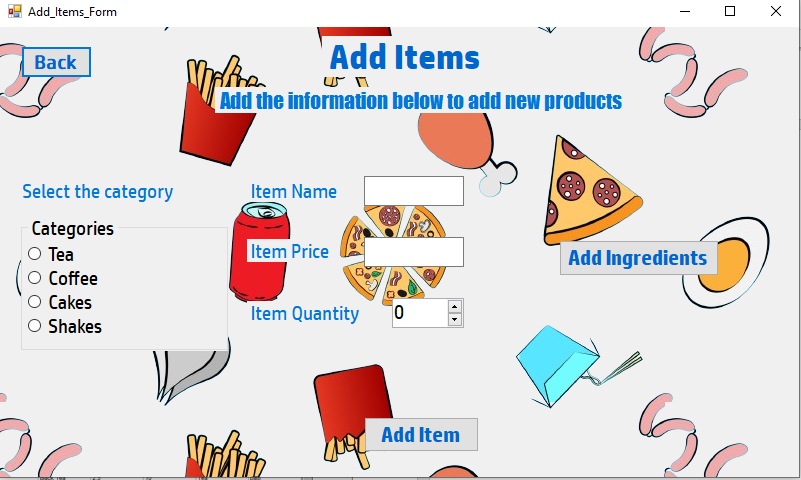 Add_Items_Form
Back
Add Items
Add the information below to add new products
Select the category
Categories
Tea
Coffee
Cakes
Shakes
Item Name
Item Price
Item Quantity
0
Add Ingredients
Add Item